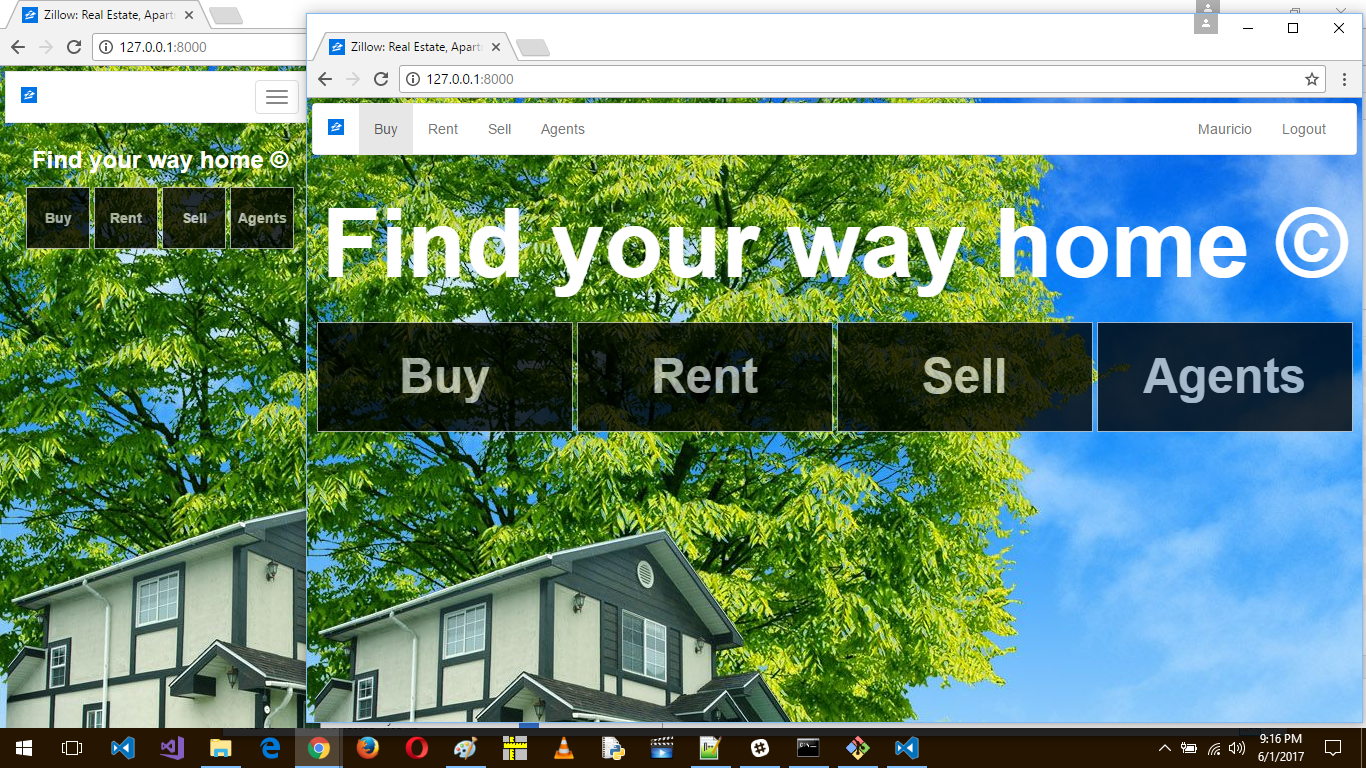 Zillow: Real Estate, Apart
127.0.0.1:8000
Find your way home ©
Buy Rent Sell Agents
Zillow: Real Estate, Apart
127.0.0.1:8000
Buy Rent Sell Agents Mauricio Logout
Find your way home ©
Buy Rent Sell Agents
9:16 PM
6/1/2017